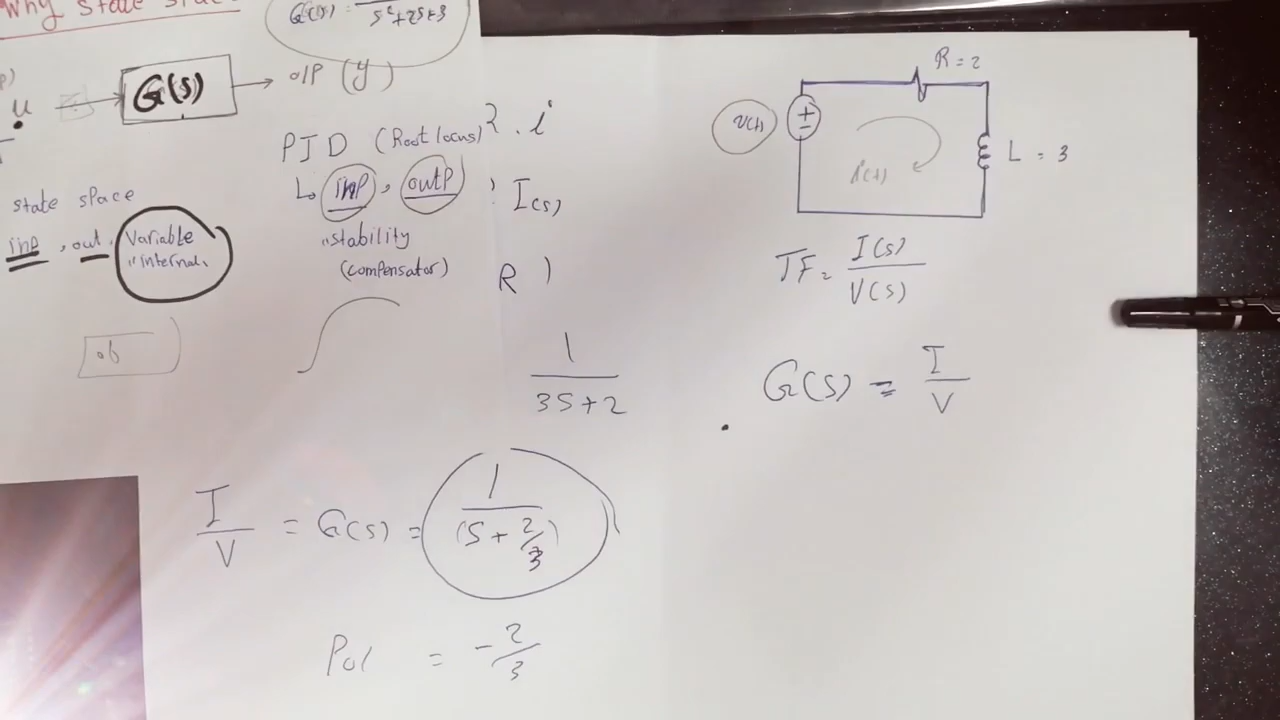 Why state
G(s) =
s²+2s+3
u
G(s)
o/p (y)
PID (Root locus)
inp, outp
state space
inp, out, Variable
"internal.
"stability
(compensator)
ob
. i
I(s)
R )
1
3S+2
I
V
= G(s) =
1
(S + 2/3)
Pol = -2/3
R = 2
V(t)
+
-
i(t)
L = 3
TF = I(s)
V(s)
G(s) = I
V